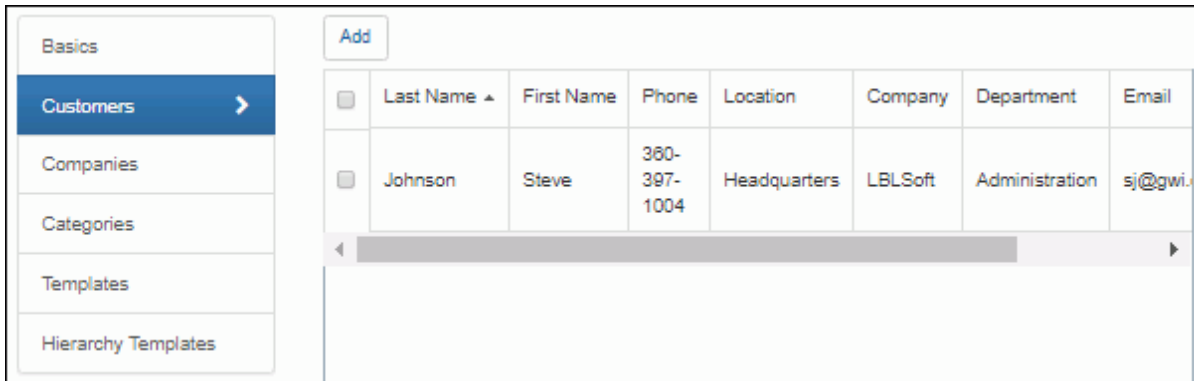 Basics
Customers
Companies
Categories
Templates
Hierarchy Templates
Add
Last Name First Name Phone Location Company Department Email
Johnson Steve 360-397-1004 Headquarters LBLSoft Administration sj@gwi.